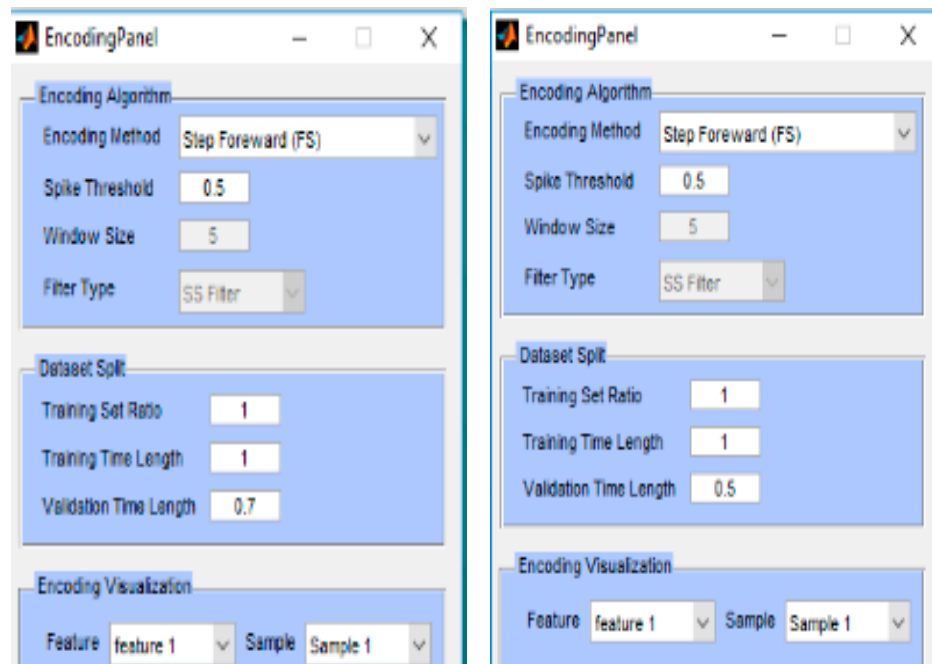 EncodingPanel
Encoding Algorithm
Encoding Method Step Foreward (FS)
Spike Threshold 0.5
Window Size 5
Filter Type SS Filter
Dataset Split
Training Set Ratio 1
Training Time Length 1
Validation Time Length 0.7
Encoding Visualization
Feature feature 1 Sample Sample 1
EncodingPanel
Encoding Algorithm
Encoding Method Step Foreward (FS)
Spike Threshold 0.5
Window Size 5
Filter Type SS Filter
Dataset Split
Training Set Ratio 1
Training Time Length 1
Validation Time Length 0.5
Encoding Visualization
Feature feature 1 Sample Sample 1